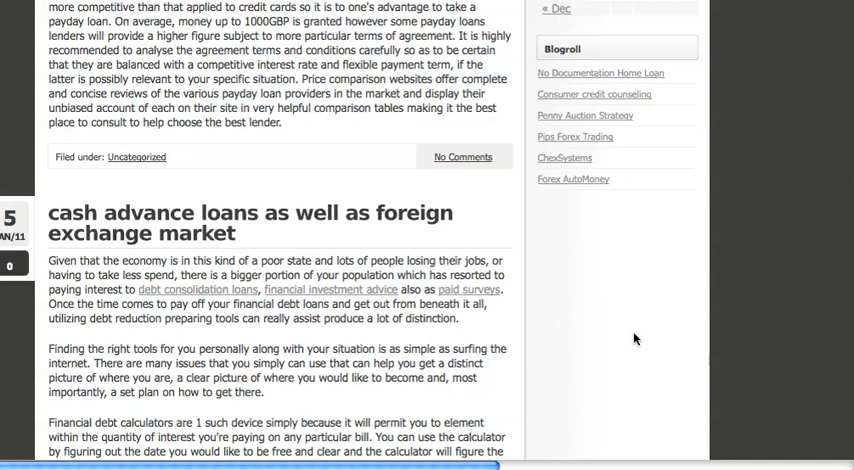 more competitive than that applied to credit cards so it is to one's advantage to take a
payday loan. On average, money up to 1000GBP is granted however some payday loans
lenders will provide a higher figure subject to more particular terms of agreement. It is highly
recommended to analyse the agreement terms and conditions carefully so as to be certain
that they are balanced with a competitive interest rate and flexible payment term, if the
latter is possibly relevant to your specific situation. Price comparison websites offer complete
and concise reviews of the various payday loan providers in the market and display their
unbiased account of each on their site in very helpful comparison tables making it the best
place to consult to help choose the best lender.
Filed under: Uncategorized
No Comments
5
AN/11
0
cash advance loans as well as foreign
exchange market
Given that the economy is in this kind of a poor state and lots of people losing their jobs, or
having to take less spend, there is a bigger portion of your population which has resorted to
paying interest to debt consolidation loans, financial investment advice also as paid surveys.
Once the time comes to pay off your financial debt loans and get out from beneath it all,
utilizing debt reduction preparing tools can really assist produce a lot of distinction.
Finding the right tools for you personally along with your situation is as simple as surfing the
internet. There are many issues that you simply can use that can help you get a distinct
picture of where you are, a clear picture of where you would like to become and, most
importantly, a set plan on how to get there.
Financial debt calculators are 1 such device simply because it will permit you to element
within the quantity of interest you're paying on any particular bill. You can use the calculator
by figuring out the date you would like to be free and clear and the calculator will figure the
« Dec
Blogroll
No Documentation Home Loan
Consumer credit counseling
Penny Auction Strategy
Pips Forex Trading
ChexSystems
Forex AutoMoney